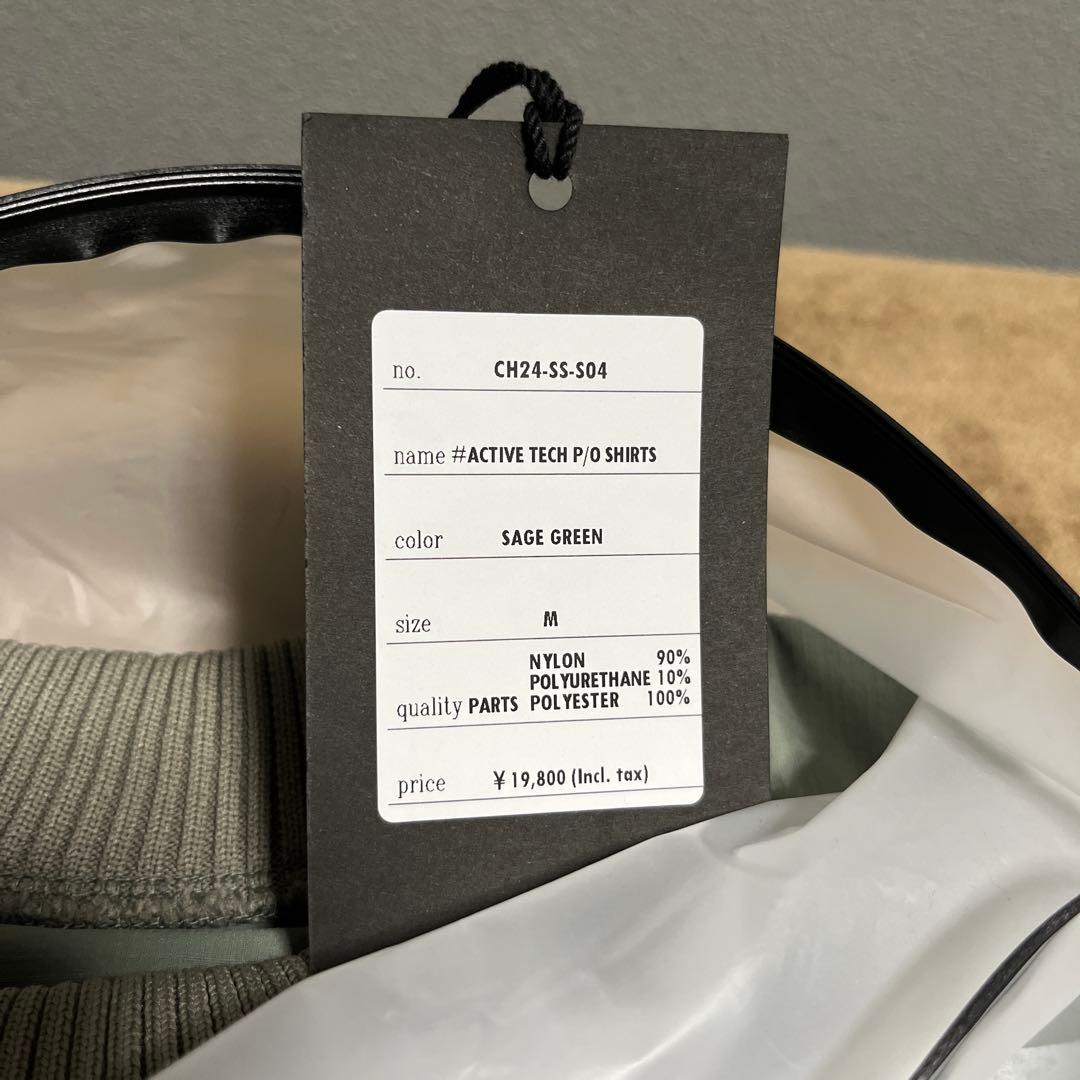 no. CH24-SS-S04
name #ACTIVE TECH P/O SHIRTS
color SAGE GREEN
size M
NYLON 90%
POLYURETHANE 10%
quality PARTS POLYESTER 100%
price ¥19,800 (Incl. tax)